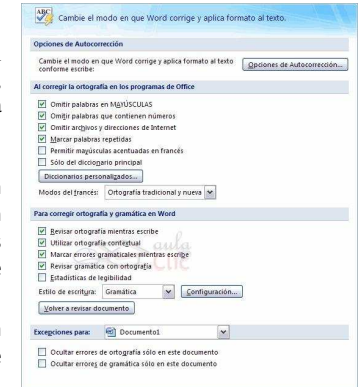 Cambie el modo en que Word corrige y aplica formato al texto.
Opciones de Autocorrección
Cambie el modo en que Word corrige y aplica formato al texto
conforme escribe:
Opciones de Autocorrección...
Al corregir la ortografía en los programas de Office
Omitir palabras en MAYÚSCULAS
Omitir palabras que contienen números
Omitir archivos y direcciones de Internet
Marcar palabras repetidas
Permitir mayúsculas acentuadas en francés
Sólo del diccionario principal
Diccionarios personalizados...
Modos del francés: Ortografía tradicional y nueva
Para corregir ortografía y gramática en Word
Revisar ortografía mientras escribe
Utilizar ortografía contextual
Marcar errores gramaticales mientras escribe
Revisar gramática con ortografía
Estadísticas de legibilidad
aula
clic
Estilo de escritura: Gramática Configuración...
Volver a revisar documento
Excepciones para: Documento1
Ocultar errores de ortografía sólo en este documento
Ocultar errores de gramática sólo en este documento